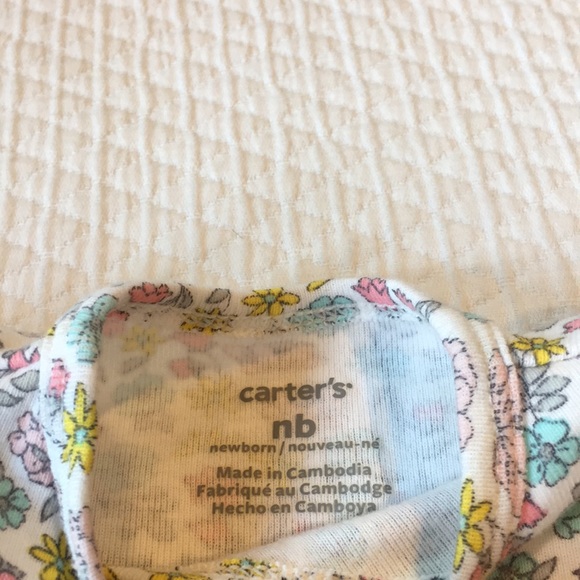 carter's
nb
newborn / nouveau-né
Made in Cambodia
Fabriqué au Cambodge
Hecho en Camboya